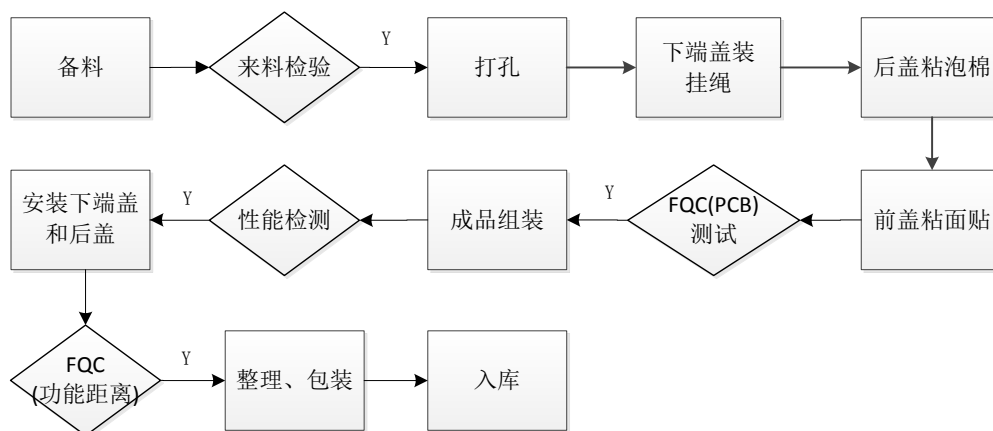 备料
来料检验
Y
打孔
下端盖装
挂绳
后盖粘泡棉
前盖粘面贴
FQC(PCB)
测试
Y
成品组装
性能检测
Y
安装下端盖
和后盖
FQC
(功能距离)
Y
整理、包装
入库